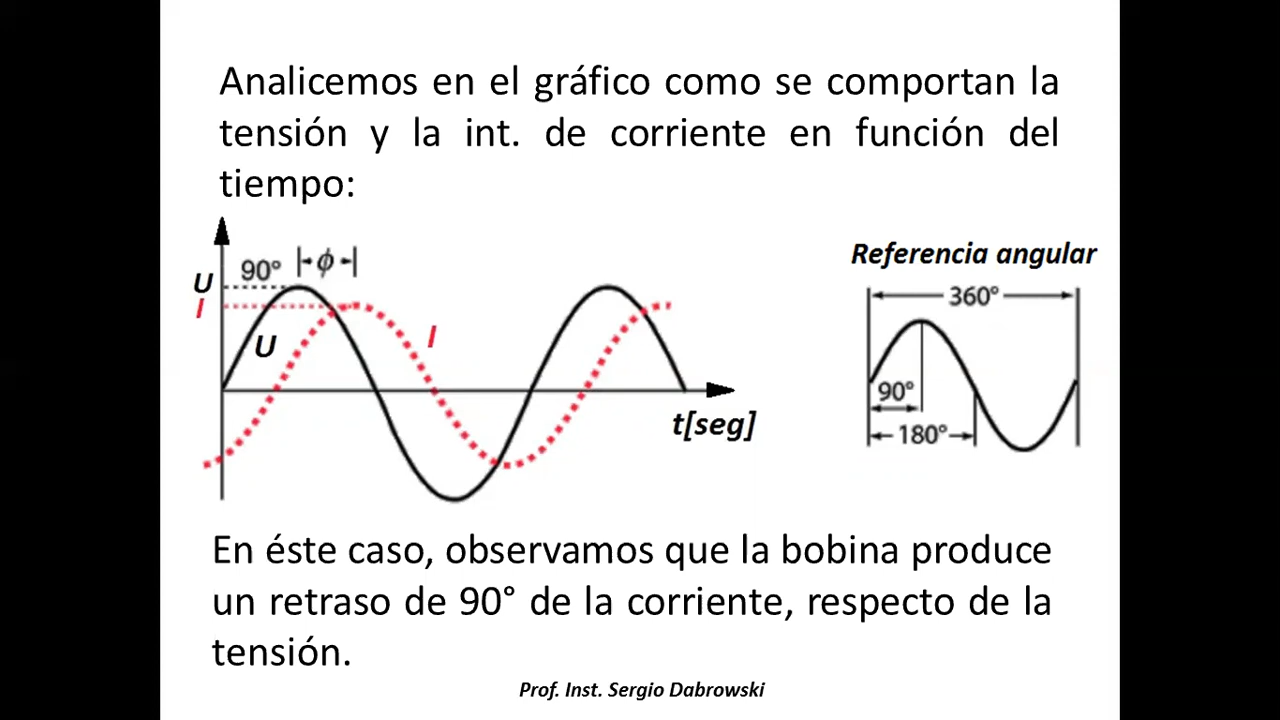 Analicemos en el gráfico como se comportan la
tensión y la int. de corriente en función del
tiempo:
90° ϕ
U
I
U
I
t[seg]
Referencia angular
360°
90°
180°
En éste caso, observamos que la bobina produce
un retraso de 90° de la corriente, respecto de la
tensión.
Prof. Inst. Sergio Dabrowski